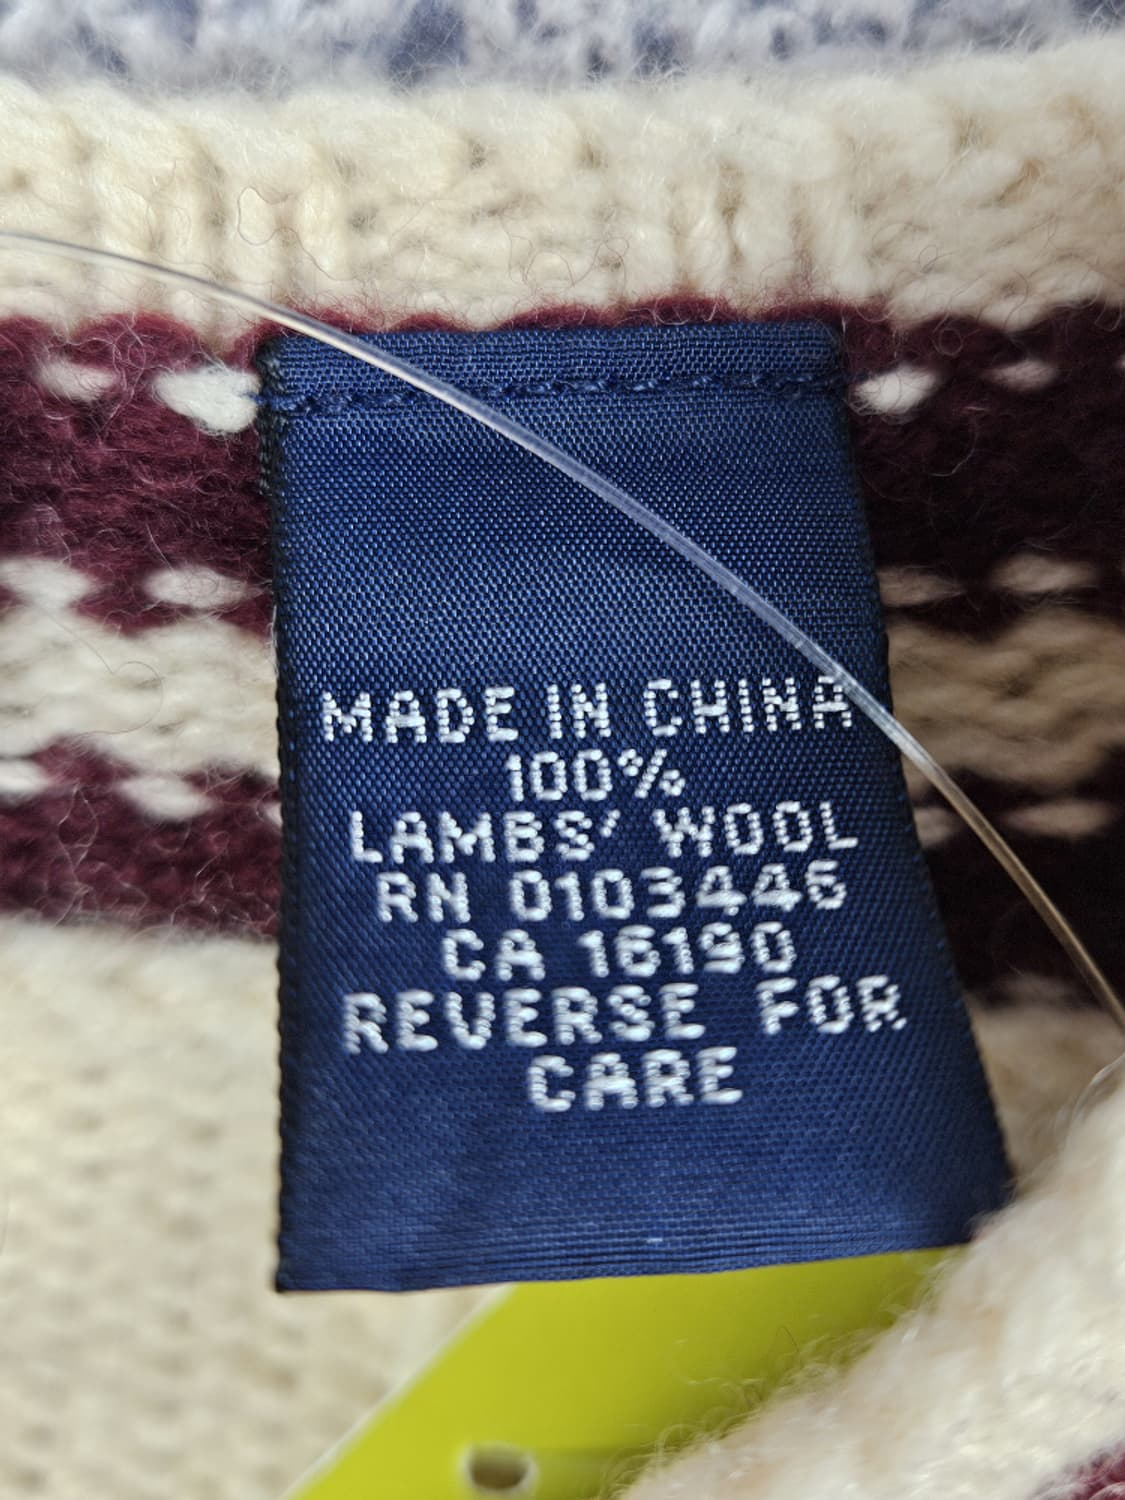 MADE IN CHINA
100%
LAMBS' WOOL
RN 0103446
CA 16190
REVERSE FOR
CARE